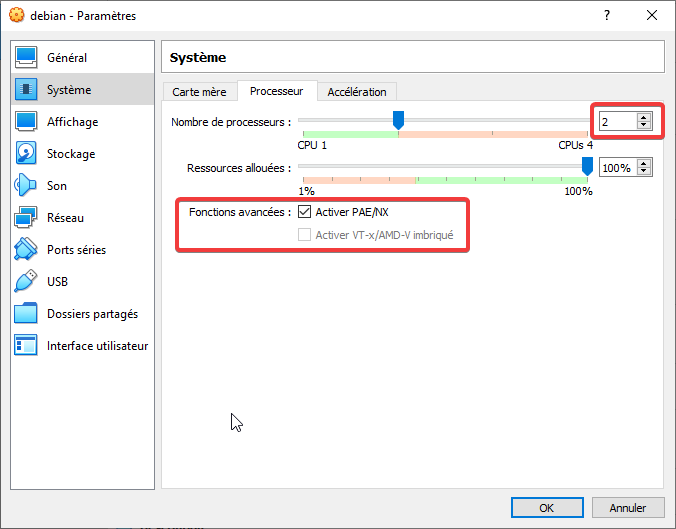 debian - Paramètres
?
Général
Système
Affichage
Stockage
Son
Réseau
Ports séries
USB
Dossiers partagés
Interface utilisateur
Système
Carte mère Processeur Accélération
Nombre de processeurs : 2
CPU 1 CPUs 4
Ressources allouées : 100%
1% 100%
Fonctions avancées : Activer PAE/NX
Activer VT-x/AMD-V imbriqué
OK Annuler